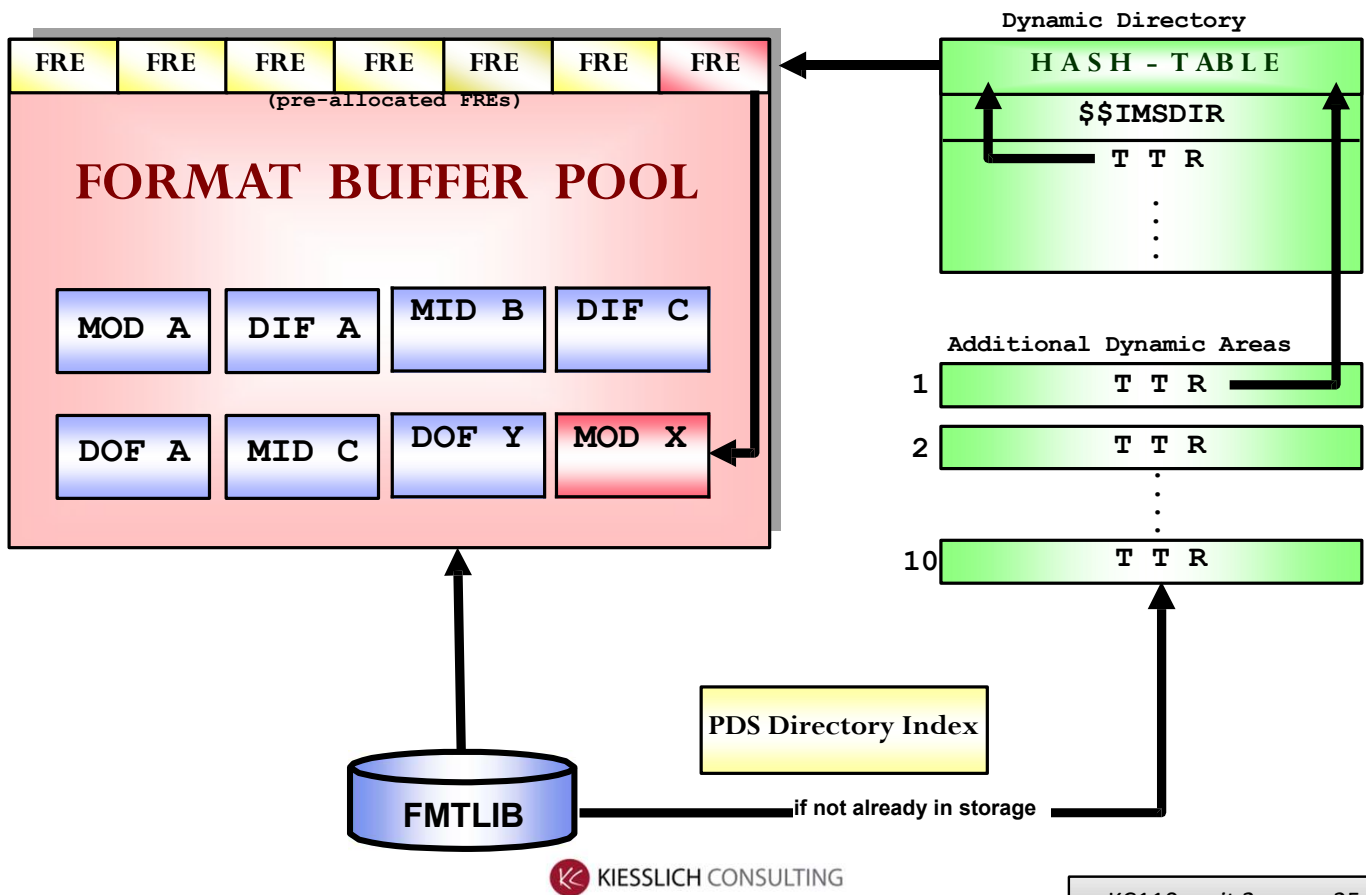 Dynamic Directory
FRE FRE FRE FRE FRE FRE FRE
(pre-allocated FREs)
FORMAT BUFFER POOL
MOD A DIF A MID B DIF C
DOF A MID C DOF Y MOD X
HASH - TABLE
$$IMSDIR
T T R
Additional Dynamic Areas
1 T T R
2 T T R
10 T T R
PDS Directory Index
FMTLIB
if not already in storage
KC KIESSLICH CONSULTING